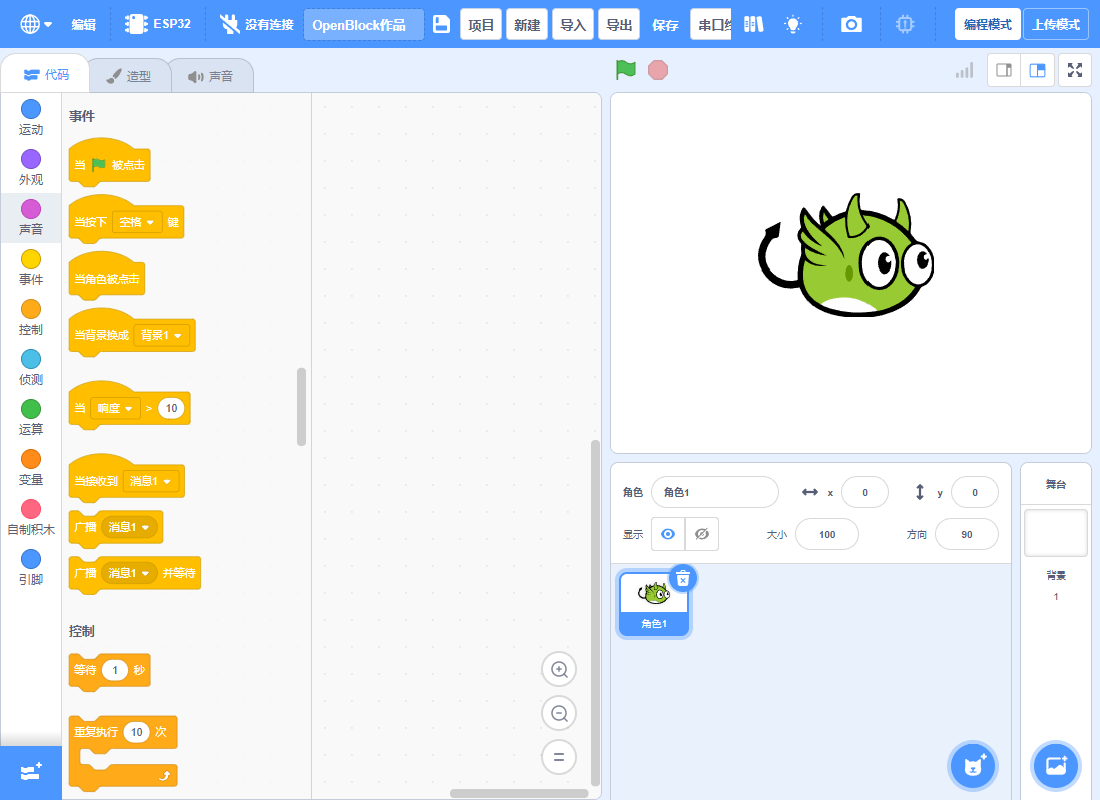 编辑
ESP32
没有连接
OpenBlock作品
项目
新建
导入
导出
保存
编程模式
上传模式
代码
造型
声音
运动
外观
声音
事件
控制
侦测
运算
变量
自制积木
引脚
事件
当 被点击
当按下 空格 键
当角色被点击
当背景换成 背景1
当 响度 > 10
当接收到 消息1
广播 消息1
广播 消息1 并等待
控制
等待 1 秒
重复执行 10 次
角色 角色1 x 0 y 0
显示 大小 100 方向 90
角色1
舞台
背景
1